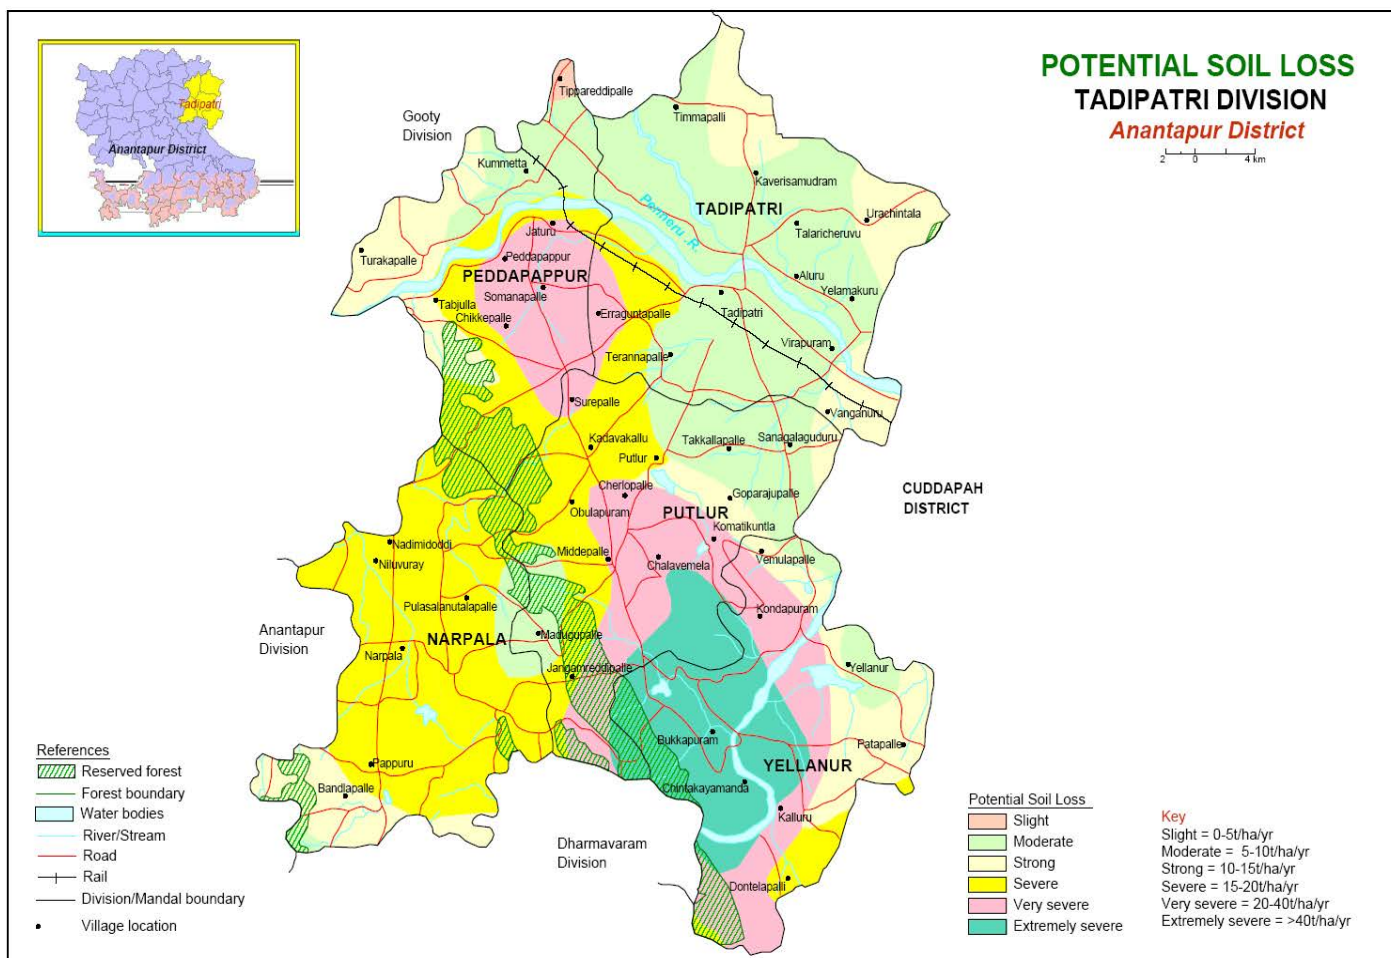 POTENTIAL SOIL LOSS
TADIPATRI DIVISION
Anantapur District
2 0 4 km
Tadipatri
Anantapur District
Gooty
Division
Tippareddipalle
Timmapalli
Kummetta
Kaverisamudram
TADIPATRI
Penneru .R.
Urachintala
Talaricheruvu
Jaturu
Turakapalle
Peddapappur
PEDDAPAPPUR
Aluru
Somanapalle
Yelamakuru
Tabjulla
Chikkepalle
Erraguntapalle
Tadipatri
Virapuram
Terannapalle
Surepalle
Vanganuru
Kadavakallu
Takkallapalle
Sanagalaguduru
Putlur
Cherlopalle
Goparajupalle
CUDDAPAH
DISTRICT
Obulapuram
PUTLUR
Komatikuntla
Nadimidoddi
Niluvuray
Middepalle
Chalavemela
Vemulapalle
Pulasalanutalapalle
Kondapuram
Anantapur
Division
NARPALA
Madugupalle
Narpala
Jangamreddipalle
Yellanur
Bukkapuram
Patapalle
Pappuru
YELLANUR
Bandlapalle
Chintakayamanda
Kalluru
Dharmavaram
Division
Dontelapalli
References
Reserved forest
Forest boundary
Water bodies
River/Stream
Road
Rail
Division/Mandal boundary
Village location
Potential Soil Loss
Slight
Moderate
Strong
Severe
Very severe
Extremely severe
Key
Slight = 0-5t/ha/yr
Moderate = 5-10t/ha/yr
Strong = 10-15t/ha/yr
Severe = 15-20t/ha/yr
Very severe = 20-40t/ha/yr
Extremely severe = >40t/ha/yr